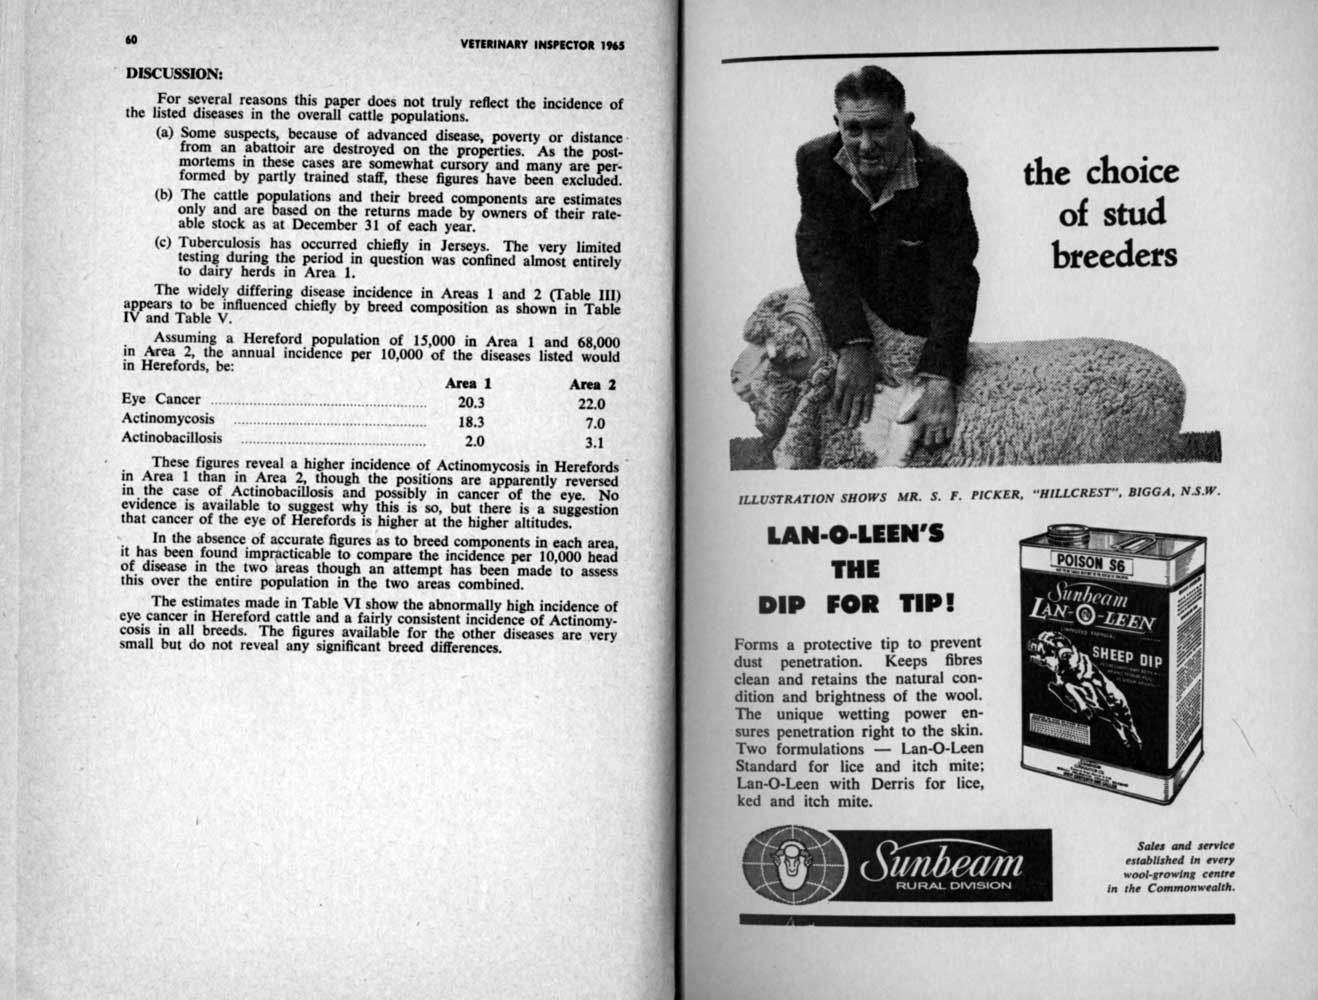 60
VETERINARY INSPECTOR 1965
DISCUSSION:
For several reasons this paper does not truly reflect the incidence of
the listed diseases in the overall cattle populations.
(a) Some suspects, because of advanced disease, poverty or distance
from an abattoir are destroyed on the properties. As the post-
mortems in these cases are somewhat cursory and many are per-
formed by partly trained staff, these figures have been excluded.
(b) The cattle populations and their breed components are estimates
only and are based on the returns made by owners of their rate-
able stock as at December 31 of each year.
(c) Tuberculosis has occurred chiefly in Jerseys. The very limited
testing during the period in question was confined almost entirely
to dairy herds in Area 1.
The widely differing disease incidence in Areas 1 and 2 (Table III)
appears to be influenced chiefly by breed composition as shown in Table
IV and Table V.
Assuming a Hereford population of 15,000 in Area 1 and 68,000
in Area 2, the annual incidence per 10,000 of the diseases listed would
in Herefords, be:
Area 1 Area 2
Eye Cancer 20.3 22.0
Actinomycosis 18.3 7.0
Actinobacillosis 2.0 3.1
These figures reveal a higher incidence of Actinomycosis in Herefords
in Area 1 than in Area 2, though the positions are apparently reversed
in the case of Actinobacillosis and possibly in cancer of the eye. No
evidence is available to suggest why this is so, but there is a suggestion
that cancer of the eye of Herefords is higher at the higher altitudes.
In the absence of accurate figures as to breed components in each area,
it has been found impracticable to compare the incidence per 10,000 head
of disease in the two areas though an attempt has been made to assess
this over the entire population in the two areas combined.
The estimates made in Table VI show the abnormally high incidence of
eye cancer in Hereford cattle and a fairly consistent incidence of Actinomy-
cosis in all breeds. The figures available for the other diseases are very
small but do not reveal any significant breed differences.
the choice
of stud
breeders
ILLUSTRATION SHOWS MR. S. F. PICKER, "HILLCREST", BIGGA, N.S.W.
LAN-O-LEEN'S
THE
DIP FOR TIP!
Forms a protective tip to prevent
dust penetration. Keeps fibres
clean and retains the natural con-
dition and brightness of the wool.
The unique wetting power en-
sures penetration right to the skin.
Two formulations — Lan-O-Leen
Standard for lice and itch mite;
Lan-O-Leen with Derris for lice,
ked and itch mite.
POISON S6
Sunbeam
LAN-O-LEEN
SHEEP DIP
Sunbeam
RURAL DIVISION
Sales and service
established in every
wool-growing centre
in the Commonwealth.